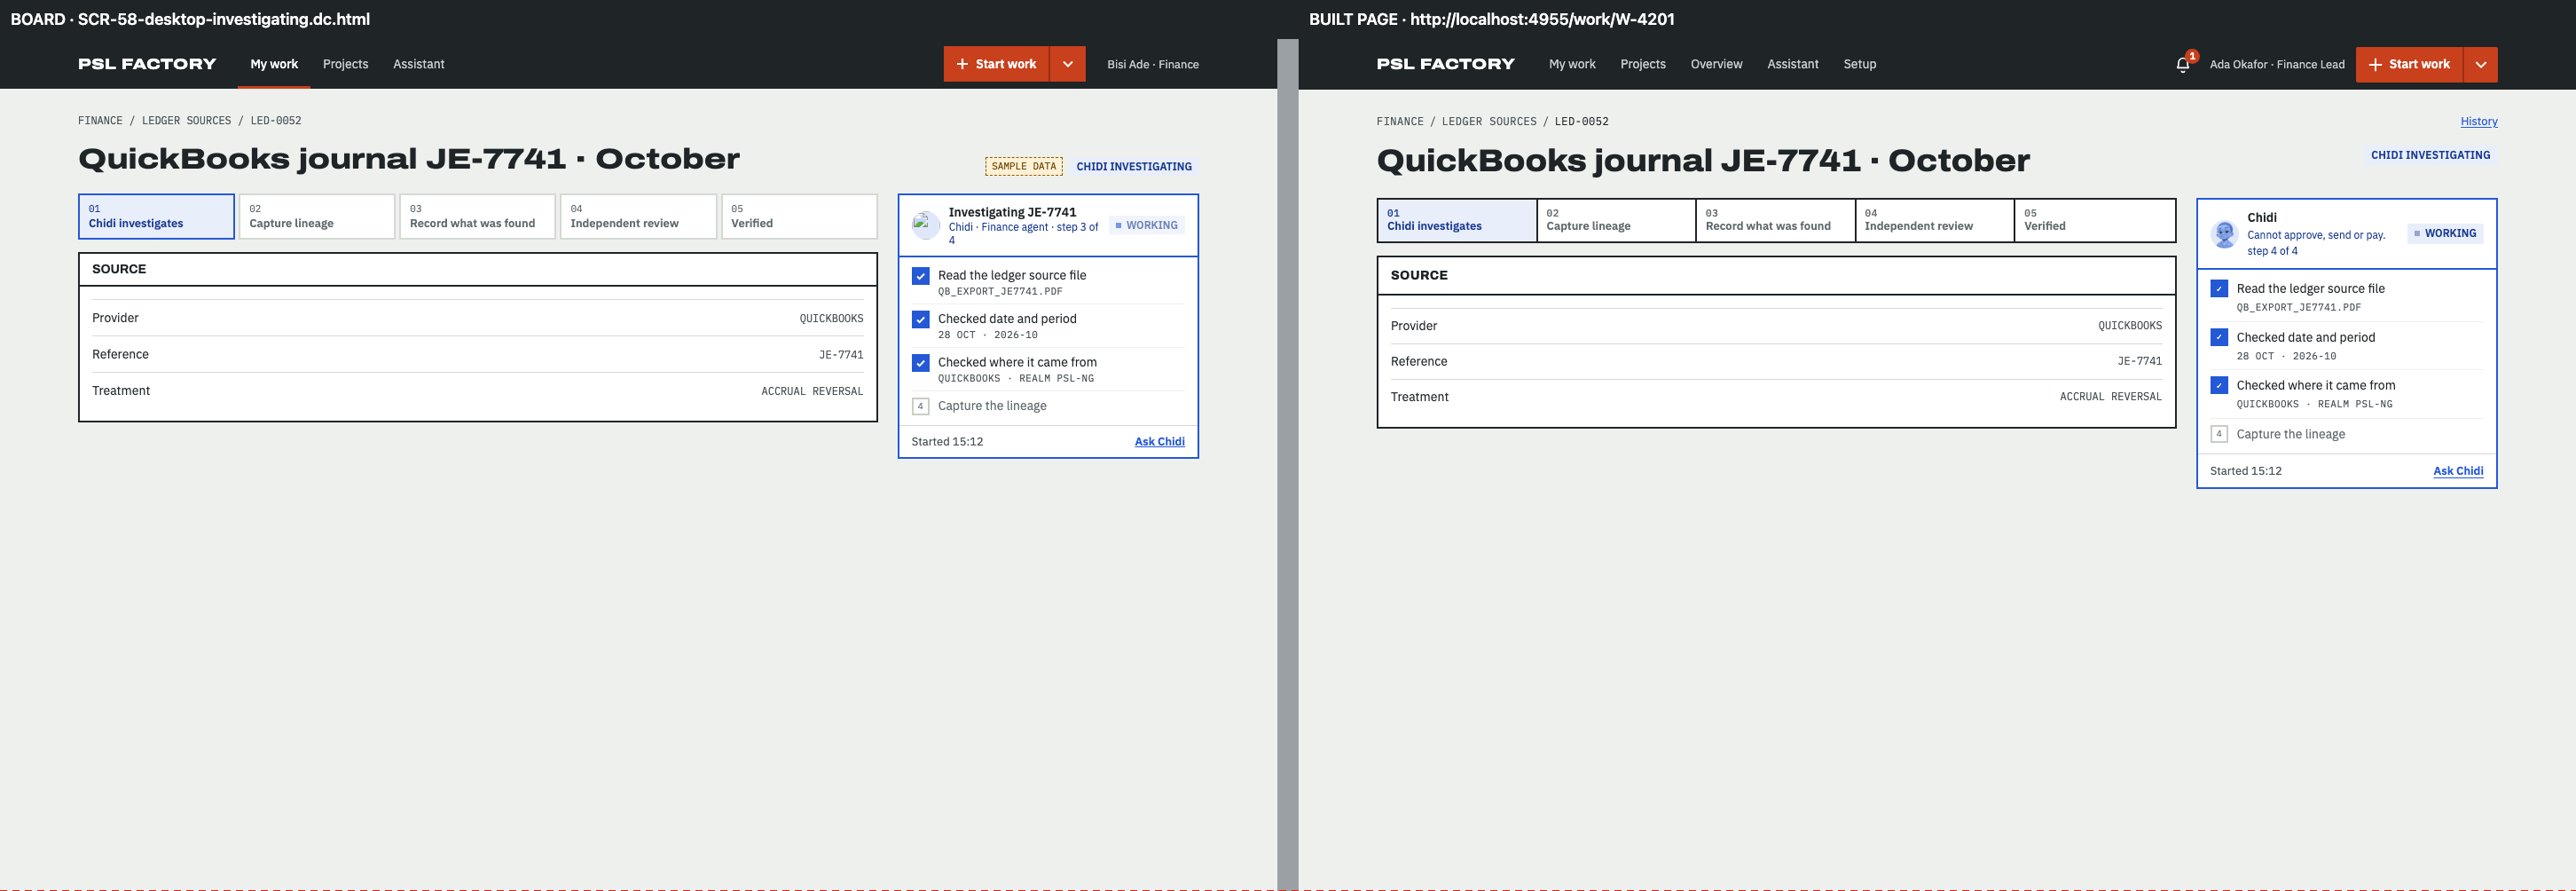 BOARD · SCR-58-desktop-investigating.dc.html
PSL FACTORY
My work
Projects
Assistant
Start work
Bisi Ade · Finance
FINANCE / LEDGER SOURCES / LED-0052
QuickBooks journal JE-7741 · October
SAMPLE DATA
CHIDI INVESTIGATING
01
Chidi investigates
02
Capture lineage
03
Record what was found
04
Independent review
05
Verified
SOURCE
Provider
QUICKBOOKS
Reference
JE-7741
Treatment
ACCRUAL REVERSAL
Investigating JE-7741
Chidi · Finance agent · step 3 of
4
WORKING
Read the ledger source file
QB_EXPORT_JE7741.PDF
Checked date and period
28 OCT · 2026-10
Checked where it came from
QUICKBOOKS · REALM PSL-NG
4
Capture the lineage
Started 15:12
Ask Chidi
BUILT PAGE · http://localhost:4955/work/W-4201
PSL FACTORY
My work
Projects
Overview
Assistant
Setup
1
Ada Okafor · Finance Lead
Start work
FINANCE / LEDGER SOURCES / LED-0052
History
QuickBooks journal JE-7741 · October
CHIDI INVESTIGATING
01
Chidi investigates
02
Capture lineage
03
Record what was found
04
Independent review
05
Verified
SOURCE
Provider
QUICKBOOKS
Reference
JE-7741
Treatment
ACCRUAL REVERSAL
Chidi
Cannot approve, send or pay.
step 4 of 4
WORKING
Read the ledger source file
QB_EXPORT_JE7741.PDF
Checked date and period
28 OCT · 2026-10
Checked where it came from
QUICKBOOKS · REALM PSL-NG
4
Capture the lineage
Started 15:12
Ask Chidi